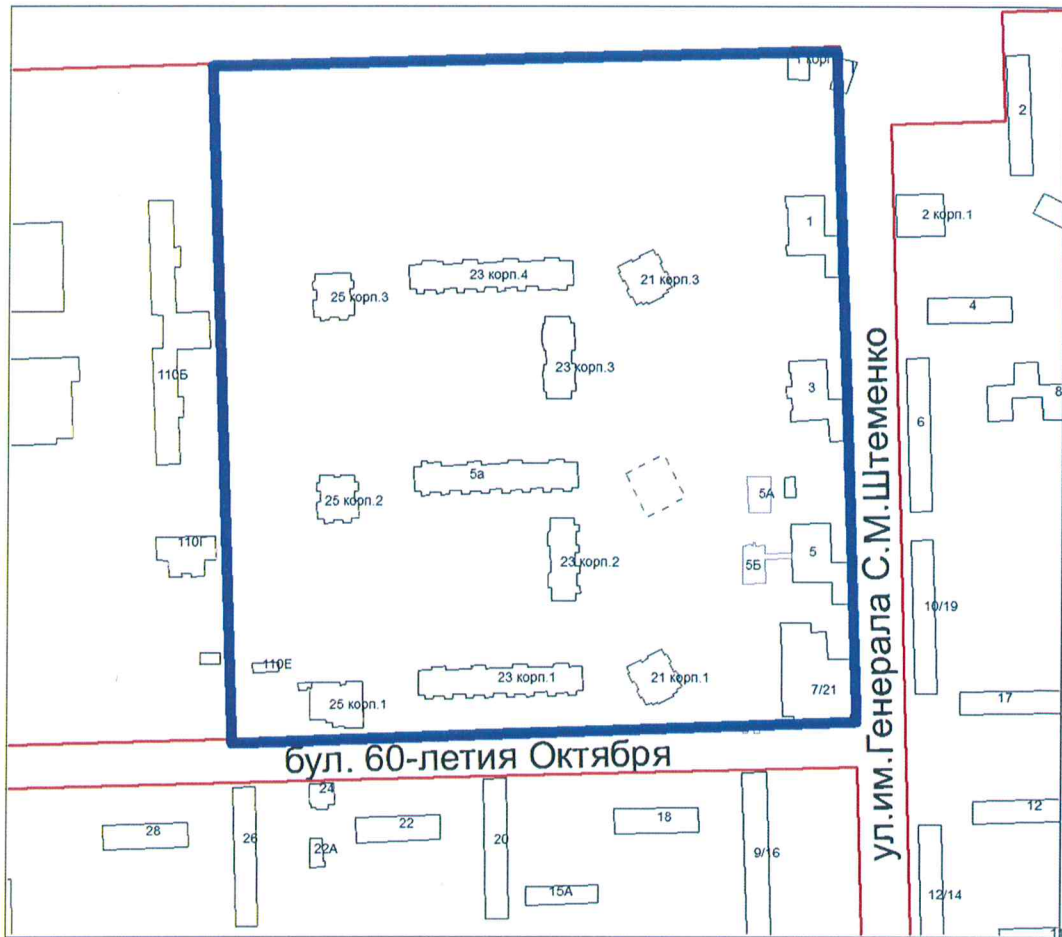 2
1
2 корп.1
23 корп.4
21 корп.3
25 корп.3
4
23 корп.3
110Б
3
8
6
5а
25 корп.2
5А
110Г
5
23 корп.2
5Б
10/19
110Е
23 корп.1
21 корп.1
7/21
25 корп.1
17
ул.им.Генерала С.М.Штеменко
бул. 60-летия Октября
24
28
26
22
20
18
12
22А
9/16
15А
12/14